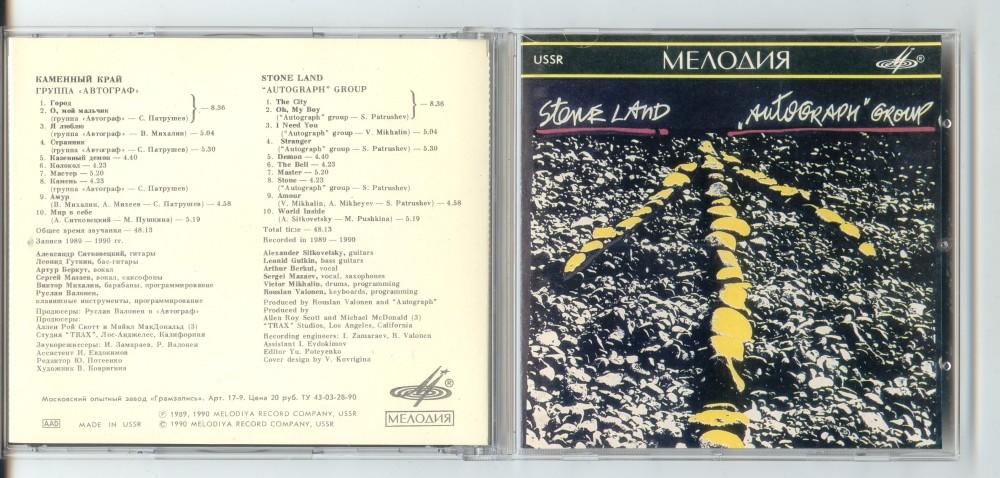 КАМЕННЫЙ КРАЙ
ГРУППА «АВТОГРАФ»
1. Город
2. О, мой мальчик
(группа «Автограф» — С. Патрушев)
— 8.36
3. Я люблю
(группа «Автограф» — В. Михалин) — 5.04
4. Странник
(группа «Автограф» — С. Патрушев) — 5.30
5. Казенный демон — 4.40
6. Колокол — 4.23
7. Мастер — 5.20
8. Камень — 4.23
(группа «Автограф» — С. Патрушев)
9. Амур
(В. Михалин, А. Михеев — С. Патрушев) — 4.58
10. Мир в себе
(А. Ситковецкий — М. Пушкина) — 5.19
Общее время звучания — 48.13
Записи 1989 — 1990 гг.
Александр Ситковецкий, гитары
Леонид Гуткин, бас-гитары
Артур Беркут, вокал
Сергей Мазаев, вокал, саксофоны
Виктор Михалин, барабаны, программирование
Руслан Валонен,
клавишные инструменты, программирование
Продюсеры: Руслан Валонен и «Автограф»
Продюсеры:
Аллен Рой Скотт и Майкл МакДональд (3)
Студия "TRAX", Лос-Анджелес, Калифорния
Звукорежиссеры: И. Замараев, Р. Валонен
Ассистент И. Евдокимов
Редактор Ю. Потеенко
Художник В. Ковригина
STONE LAND
"AUTOGRAPH" GROUP
1. The City
2. Oh, My Boy
("Autograph" group — S. Patrushev)
— 8.36
3. I Need You
("Autograph" group — V. Mikhalin) — 5.04
4. Stranger
("Autograph" group — S. Patrushev) — 5.30
5. Demon — 4.40
6. The Bell — 4.23
7. Master — 5.20
8. Stone — 4.23
("Autograph" group — S. Patrushev)
9. Amour
(V. Mikhalin, A. Mikheyev — S. Patrushev) — 4.58
10. World Inside
(A. Sitkovetsky — M. Pushkina) — 5.19
Total time — 48.13
Recorded in 1989 — 1990
Alexander Sitkovetsky, guitars
Leonid Gutkin, bass guitars
Arthur Berkut, vocal
Sergei Mazaev, vocal, saxophones
Victor Mikhalin, drums, programming
Rouslan Valonen, keyboards, programming
Produced by Rouslan Valonen and "Autograph"
Produced by
Allen Roy Scott and Michael McDonald (3)
"TRAX" Studios, Los Angeles, California
Recording engineers: I. Zamaraev, R. Valonen
Assistant I. Evdokimov
Editor Yu. Poteyenko
Cover design by V. Kovrigina
Московский опытный завод «Грамзапись». Арт. 17-9. Цена 20 руб. ТУ 43-03-28-90
AAD
MADE IN USSR
Ⓟ 1989, 1990 MELODIYA RECORD COMPANY, USSR
© 1990 MELODIYA RECORD COMPANY, USSR
®
МЕЛОДИЯ
USSR
МЕЛОДИЯ
®
STONE LAND
„AUTOGRAPH" GROUP